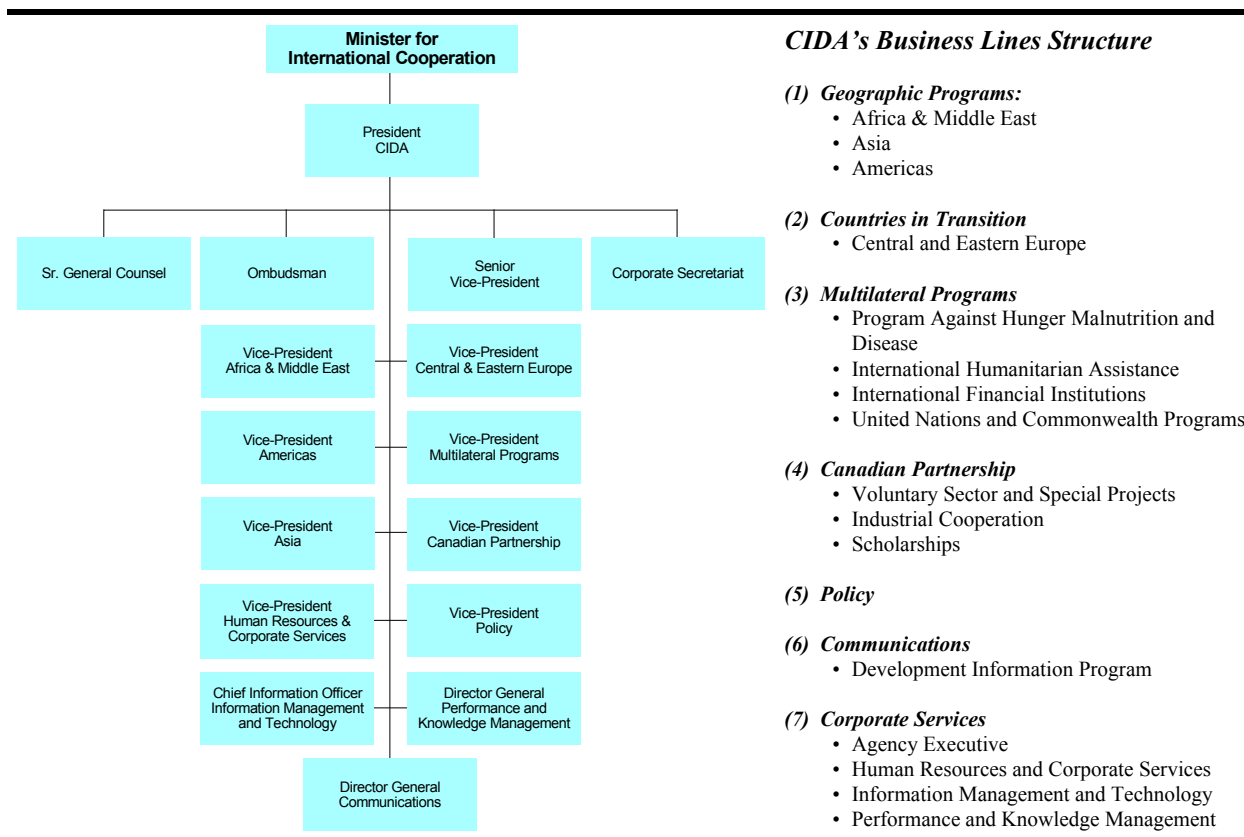 Minister for
International Cooperation
President
CIDA
Sr. General Counsel
Ombudsman
Senior
Vice-President
Corporate Secretariat
Vice-President
Africa & Middle East
Vice-President
Central & Eastern Europe
Vice-President
Americas
Vice-President
Multilateral Programs
Vice-President
Asia
Vice-President
Canadian Partnership
Vice-President
Human Resources &
Corporate Services
Vice-President
Policy
Chief Information Officer
Information Management
and Technology
Director General
Performance and
Knowledge Management
Director General
Communications
CIDA's Business Lines Structure
(1) Geographic Programs:
• Africa & Middle East
• Asia
• Americas
(2) Countries in Transition
• Central and Eastern Europe
(3) Multilateral Programs
• Program Against Hunger Malnutrition and
Disease
• International Humanitarian Assistance
• International Financial Institutions
• United Nations and Commonwealth Programs
(4) Canadian Partnership
• Voluntary Sector and Special Projects
• Industrial Cooperation
• Scholarships
(5) Policy
(6) Communications
• Development Information Program
(7) Corporate Services
• Agency Executive
• Human Resources and Corporate Services
• Information Management and Technology
• Performance and Knowledge Management